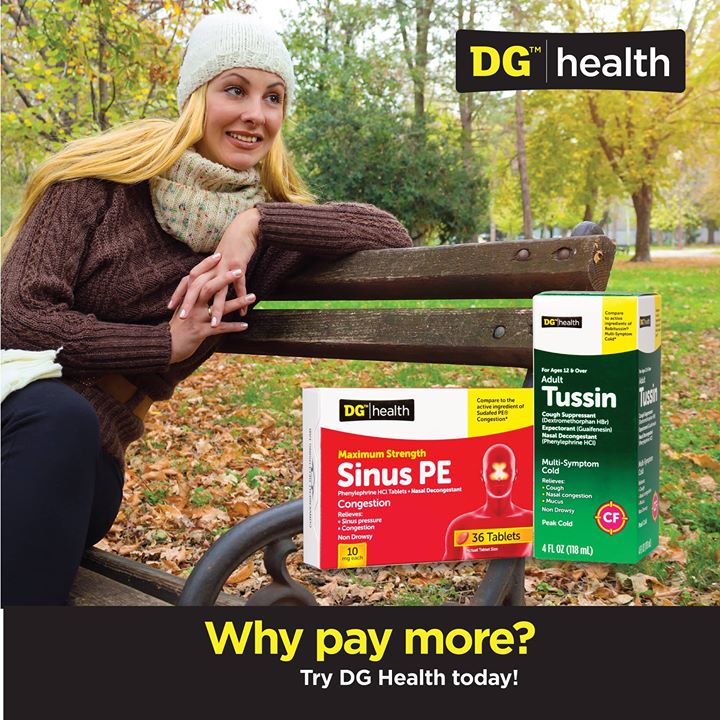 DG™ health
DG™ health
Compare to the
active ingredient of
Sudafed PE®
Congestion*
Maximum Strength
Sinus PE
Phenylephrine HCl Tablets • Nasal Decongestant
Congestion
Relieves:
• Sinus pressure
• Congestion
Non Drowsy
10
mg each
36 Tablets
Actual Tablet Size
DG™ health
Compare to
active
ingredients of
Robitussin®
Multi-Symptom
Cold*
For Ages 12 & Over
Adult
Tussin
Cough Suppressant
(Dextromethorphan HBr)
Expectorant (Guaifenesin)
Nasal Decongestant
(Phenylephrine HCl)
Multi-Symptom
Cold
Relieves:
• Cough
• Nasal congestion
• Mucus
Non Drowsy
Peak Cold
CF
4 FL OZ (118 mL)
Adult
Tussin
Why pay more?
Try DG Health today!